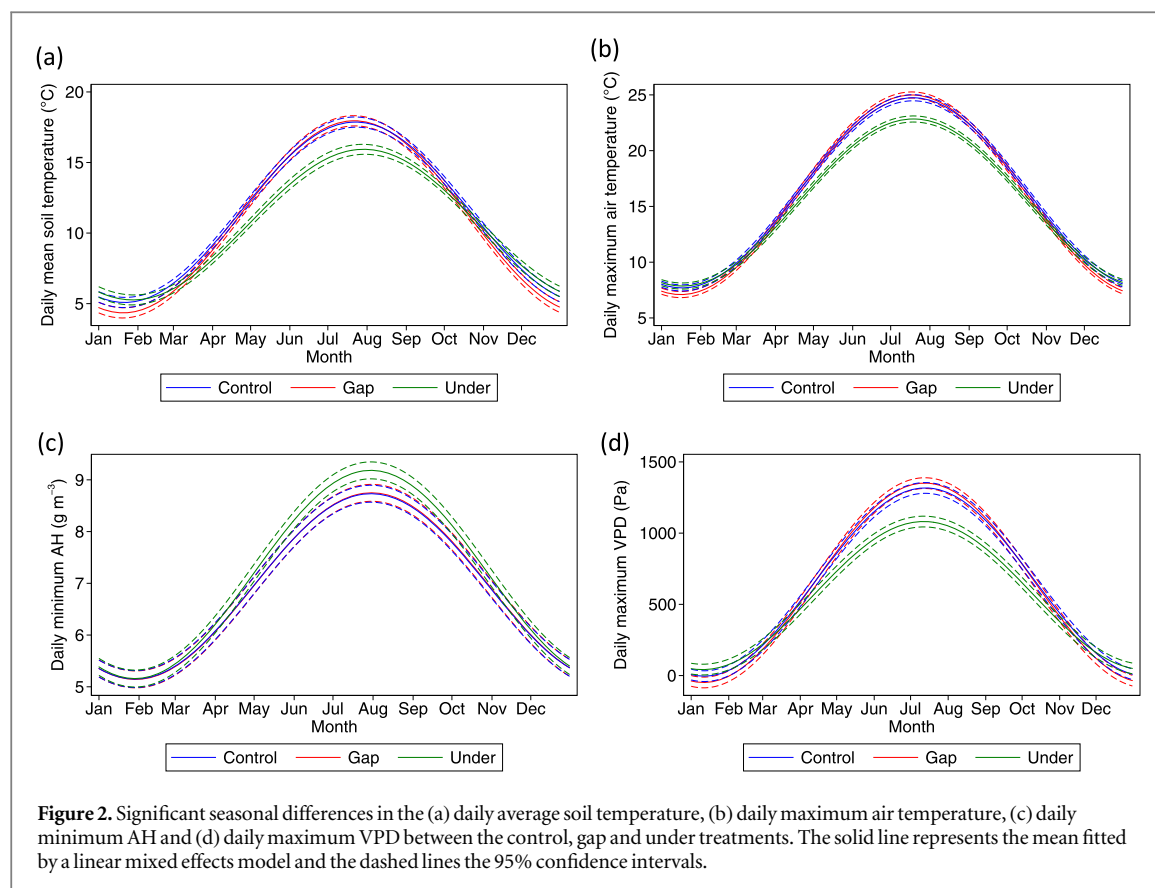 (a)
20
15
10
5
Daily mean soil temperature (°C)
Jan Feb Mar Apr May Jun Jul Aug Sep Oct Nov Dec
Month
Control Gap Under
(b)
25
20
15
10
5
Daily maximum air temperature (°C)
Jan Feb Mar Apr May Jun Jul Aug Sep Oct Nov Dec
Month
Control Gap Under
(c)
9
8
7
6
5
Daily minimum AH (g m⁻³)
Jan Feb Mar Apr May Jun Jul Aug Sep Oct Nov Dec
Month
Control Gap Under
(d)
1500
1000
500
0
Daily maximum VPD (Pa)
Jan Feb Mar Apr May Jun Jul Aug Sep Oct Nov Dec
Month
Control Gap Under
Figure 2. Significant seasonal differences in the (a) daily average soil temperature, (b) daily maximum air temperature, (c) daily
minimum AH and (d) daily maximum VPD between the control, gap and under treatments. The solid line represents the mean fitted
by a linear mixed effects model and the dashed lines the 95% confidence intervals.